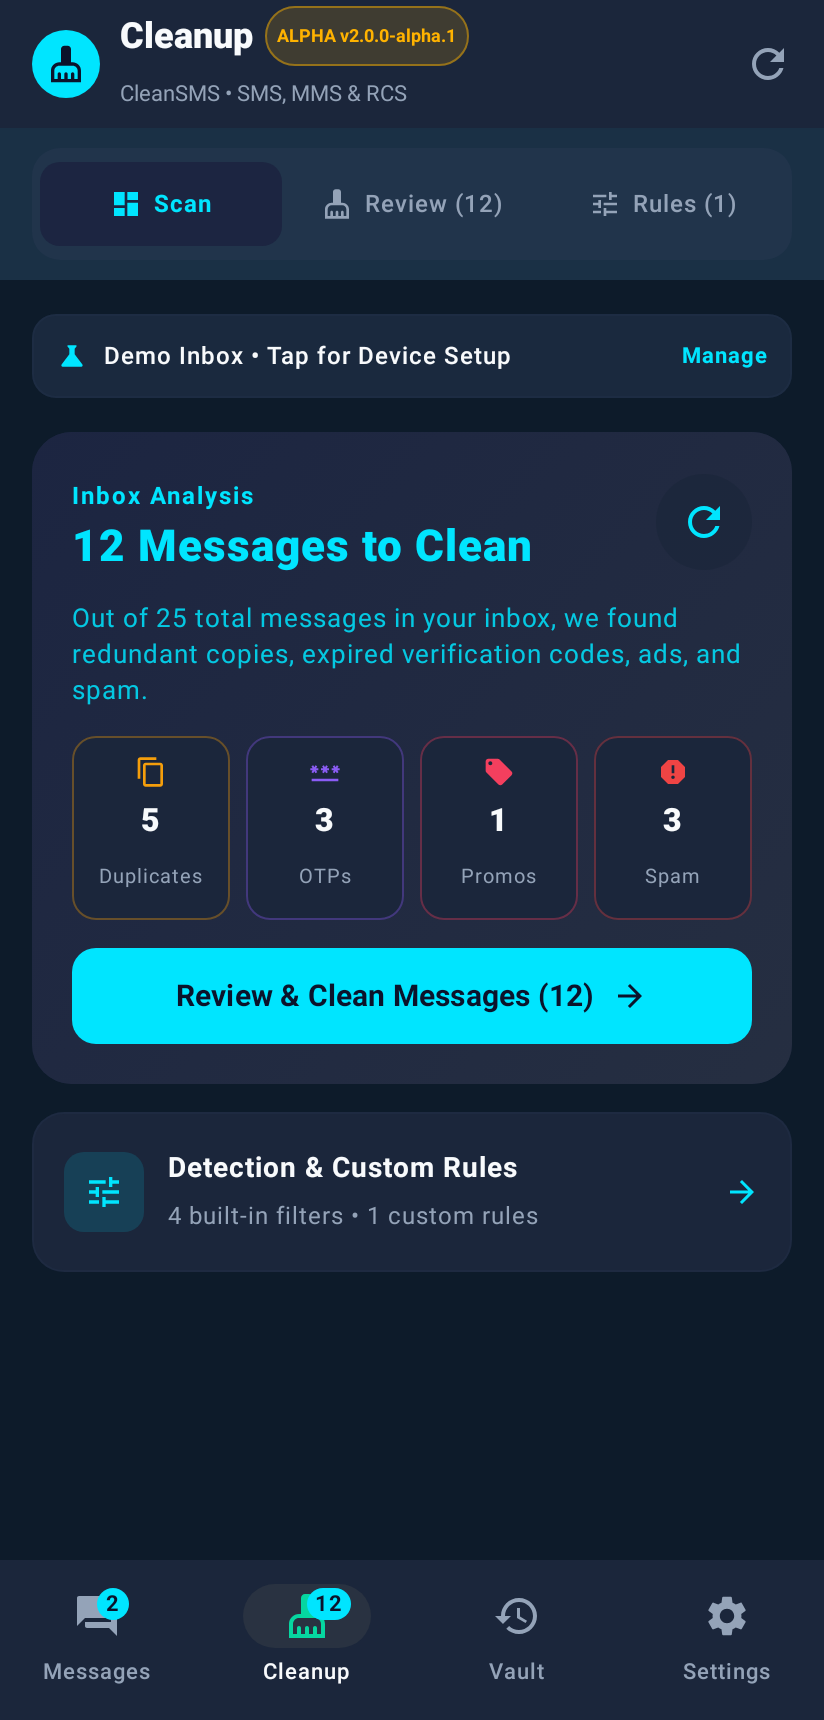 Cleanup
ALPHA v2.0.0-alpha.1
CleanSMS • SMS, MMS & RCS
Scan
Review (12)
Rules (1)
Demo Inbox • Tap for Device Setup
Manage
Inbox Analysis
12 Messages to Clean
Out of 25 total messages in your inbox, we found
redundant copies, expired verification codes, ads, and
spam.
5
Duplicates
***
3
OTPs
1
Promos
3
Spam
Review & Clean Messages (12)
Detection & Custom Rules
4 built-in filters • 1 custom rules
2
Messages
12
Cleanup
Vault
Settings